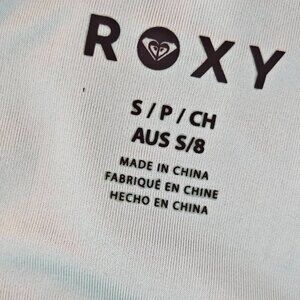 ROXY
S / P / CH
AUS S/8
MADE IN CHINA
FABRIQUÉ EN CHINE
HECHO EN CHINA